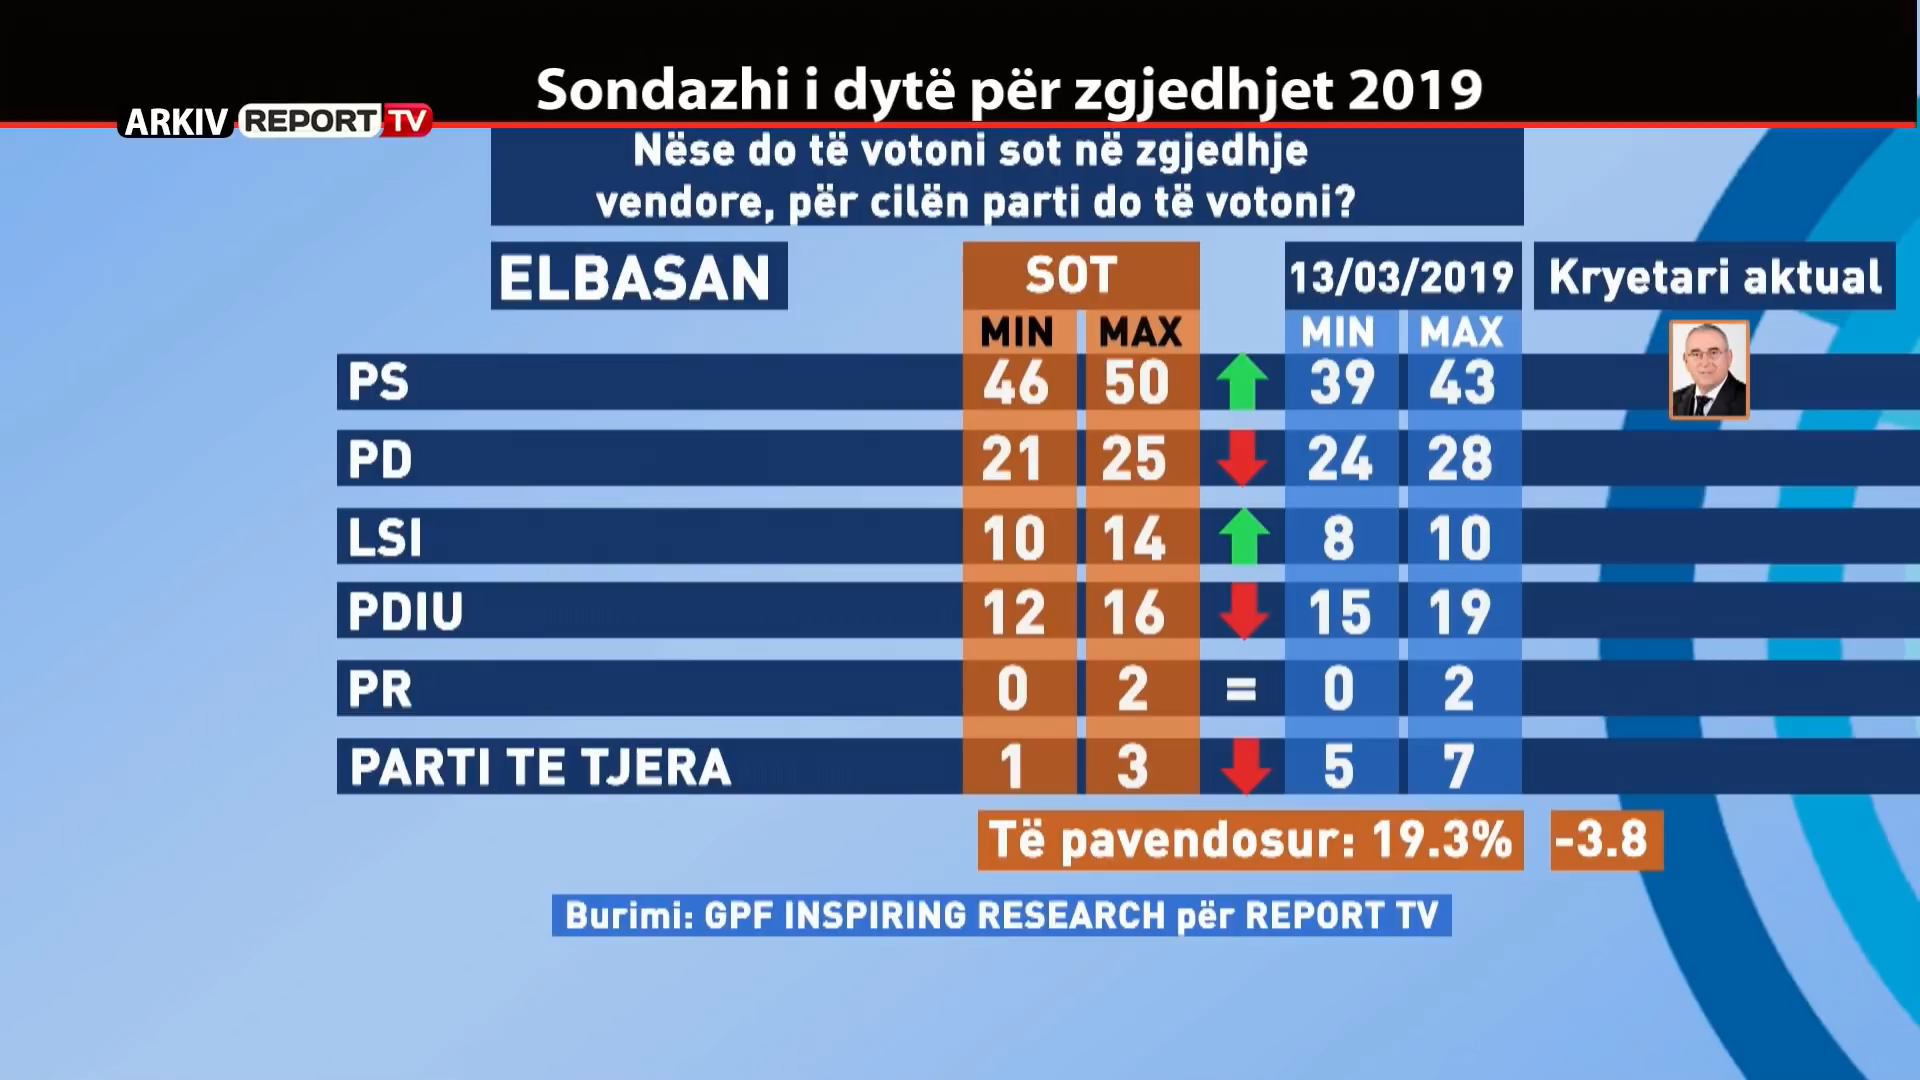 Sondazhi i dytë për zgjedhjet 2019
ARKIV REPORT TV
Nëse do të votoni sot në zgjedhje
vendore, për cilën parti do të votoni?
ELBASAN SOT 13/03/2019 Kryetari aktual
MIN MAX MIN MAX
PS 46 50 39 43
PD 21 25 24 28
LSI 10 14 8 10
PDIU 12 16 15 19
PR 0 2 = 0 2
PARTI TE TJERA 1 3 5 7
Të pavendosur: 19.3% -3.8
Burimi: GPF INSPIRING RESEARCH për REPORT TV